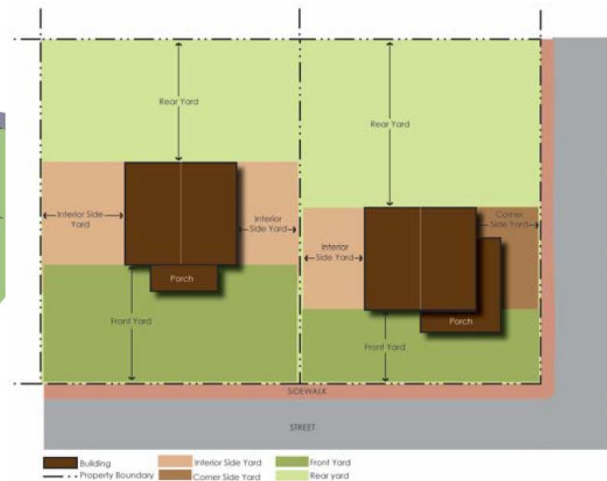 Rear Yard
Rear Yard
Interior Side
Yard
Interior
Side Yard
Interior
Side Yard
Corner
Side Yard
Porch
Porch
Front Yard
Front Yard
SIDEWALK
STREET
Building
Interior Side Yard
Front Yard
Property Boundary
Corner Side Yard
Rear yard